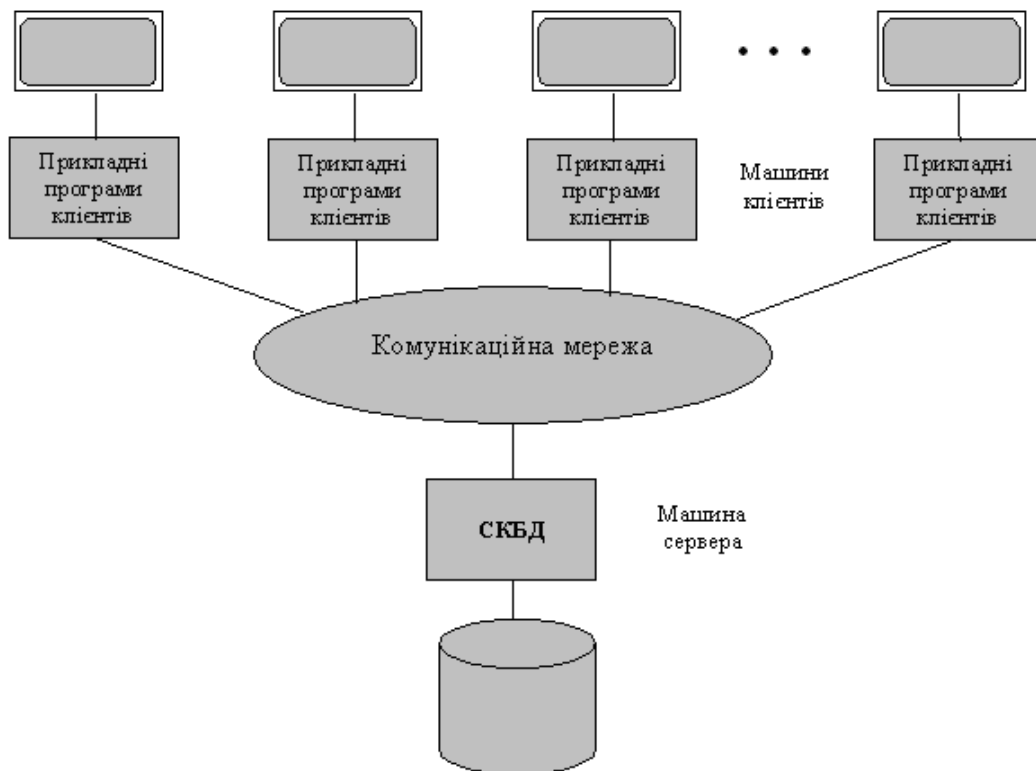 Прикладні
програми
клієнтів
Прикладні
програми
клієнтів
Прикладні
програми
клієнтів
Машини
клієнтів
Прикладні
програми
клієнтів
Комунікаційна мережа
СКБД
Машина
сервера